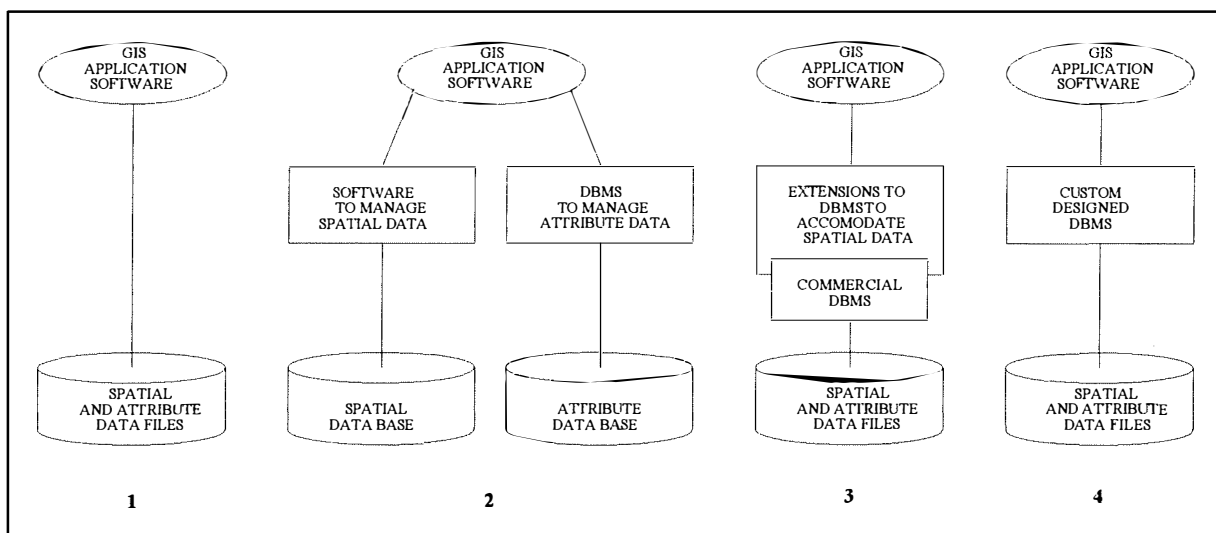 GIS
APPLICATION
SOFTWARE
SPATIAL
AND ATTRIBUTE
DATA FILES
1
GIS
APPLICATION
SOFTWARE
SOFTWARE
TO MANAGE
SPATIAL DATA
DBMS
TO MANAGE
ATTRIBUTE DATA
SPATIAL
DATA BASE
ATTRIBUTE
DATA BASE
2
GIS
APPLICATION
SOFTWARE
EXTENSIONS TO
DBMSTO
ACCOMODATE
SPATIAL DATA
COMMERCIAL
DBMS
SPATIAL
AND ATTRIBUTE
DATA FILES
3
GIS
APPLICATION
SOFTWARE
CUSTOM
DESIGNED
DBMS
SPATIAL
AND ATTRIBUTE
DATA FILES
4